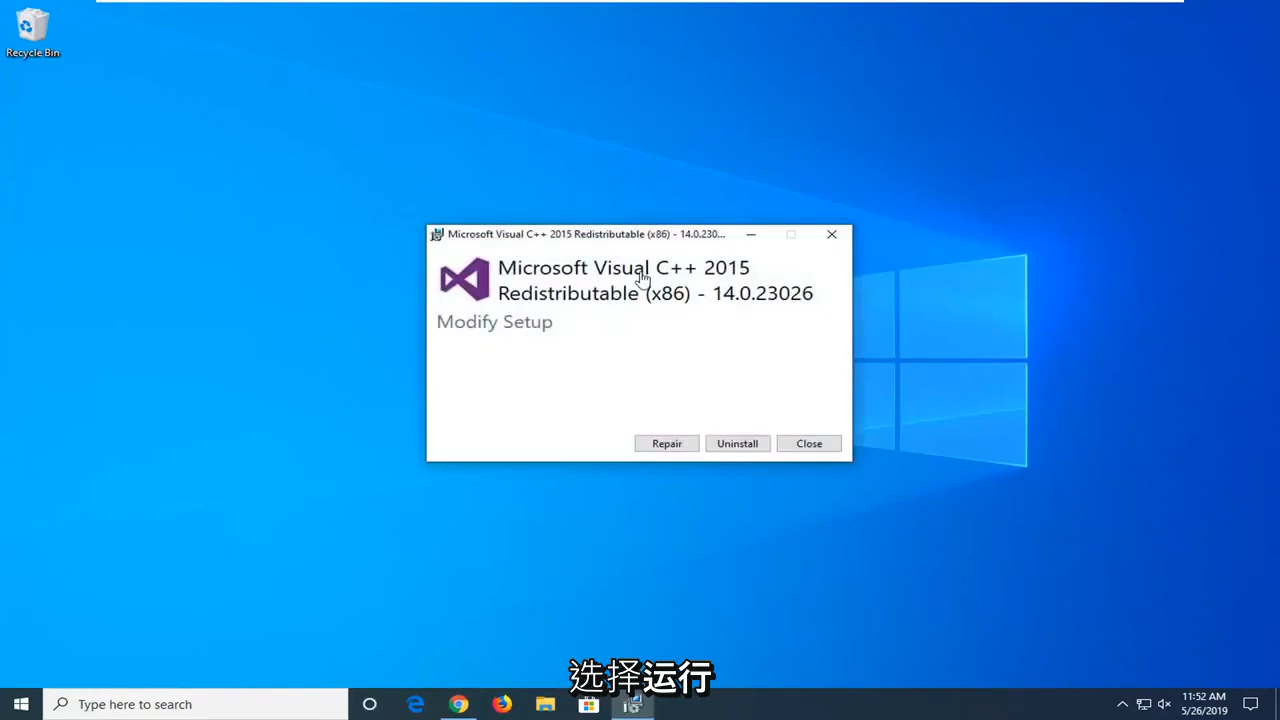 Recycle Bin
Microsoft Visual C++ 2015 Redistributable (x86) - 14.0.230...
Microsoft Visual C++ 2015
Redistributable (x86) - 14.0.23026
Modify Setup
Repair
Uninstall
Close
选择运行
Type here to search
11:52 AM
5/26/2019